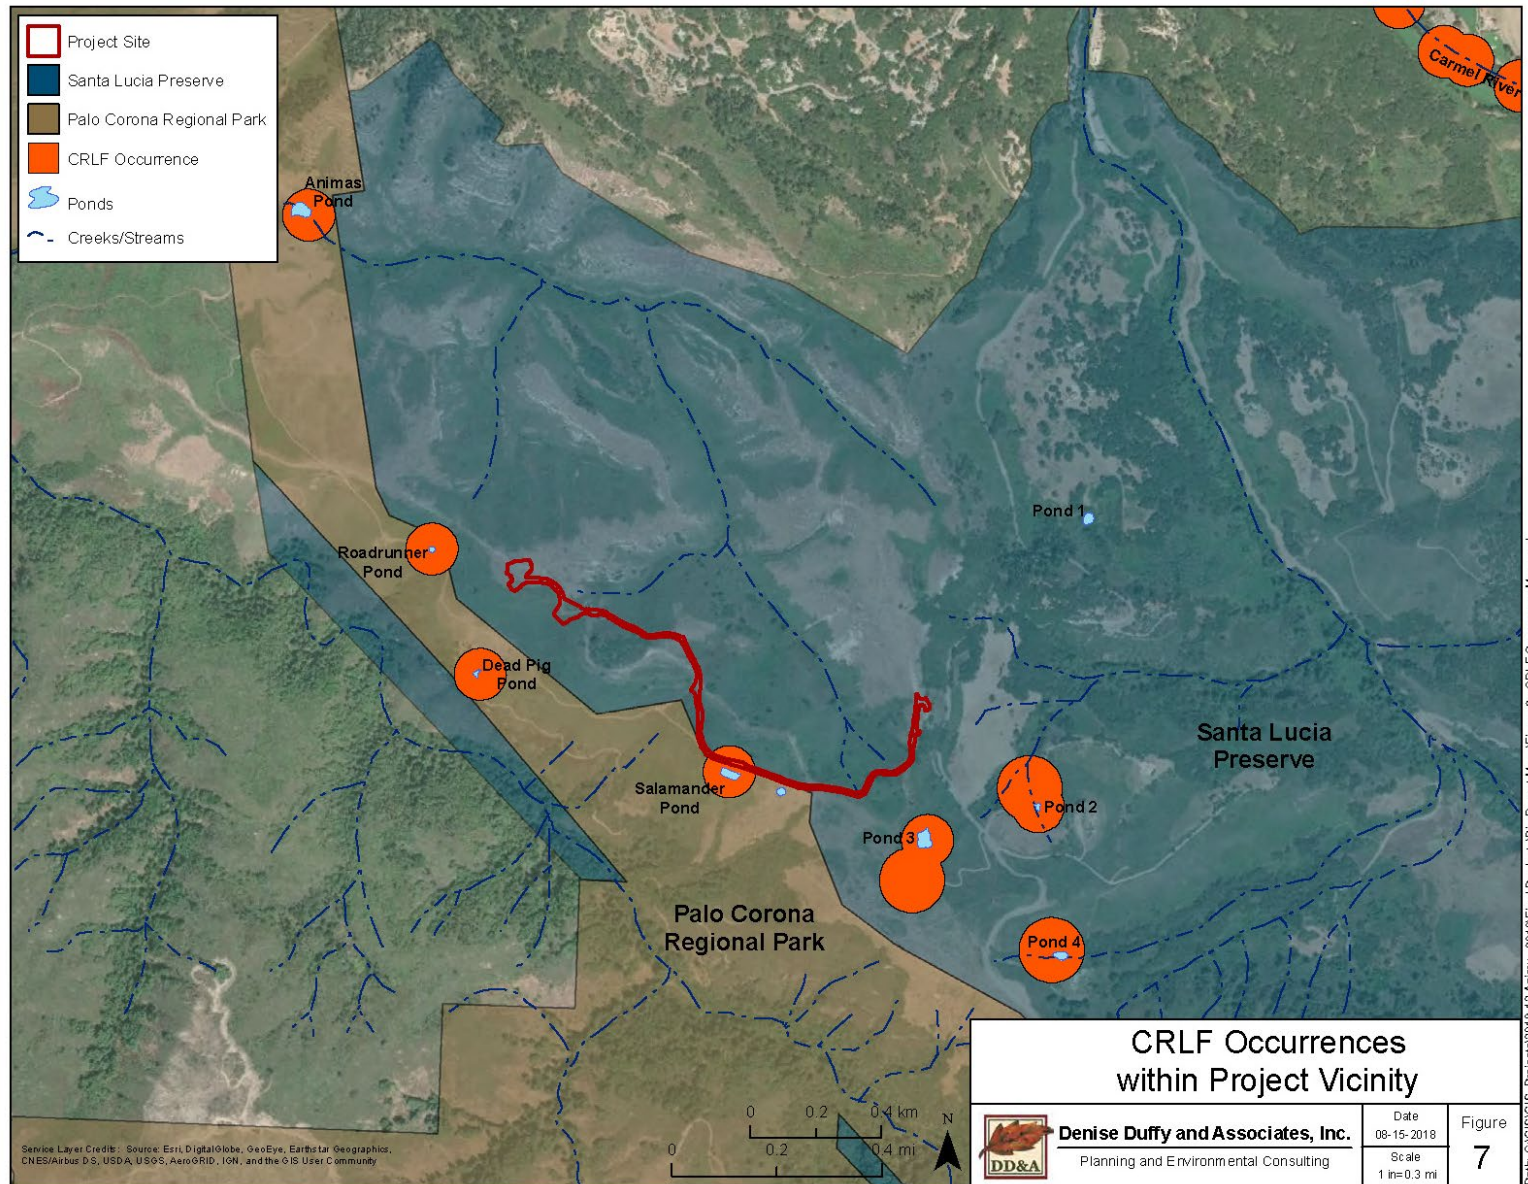 Project Site
Santa Lucia Preserve
Palo Corona Regional Park
CRLF Occurrence
Ponds
Creeks/Streams
Carmel River
Animas
Pond
Pond 1
Roadrunner
Pond
Dead Pig
Pond
Santa Lucia
Preserve
Salamander
Pond
Pond 2
Pond 3
Palo Corona
Regional Park
Pond 4
CRLF Occurrences
within Project Vicinity
0 0.2 0.4 km
0 0.2 0.4 mi
N
Denise Duffy and Associates, Inc.
Planning and Environmental Consulting
DD&A
Date
08-15-2018
Scale
1 in=0.3 mi
Figure
7
Service Layer Credits: Source: Esri, DigitalGlobe, GeoEye, Earthstar Geographics,
CNES/Airbus DS, USDA, USGS, AeroGRID, IGN, and the GIS User Community